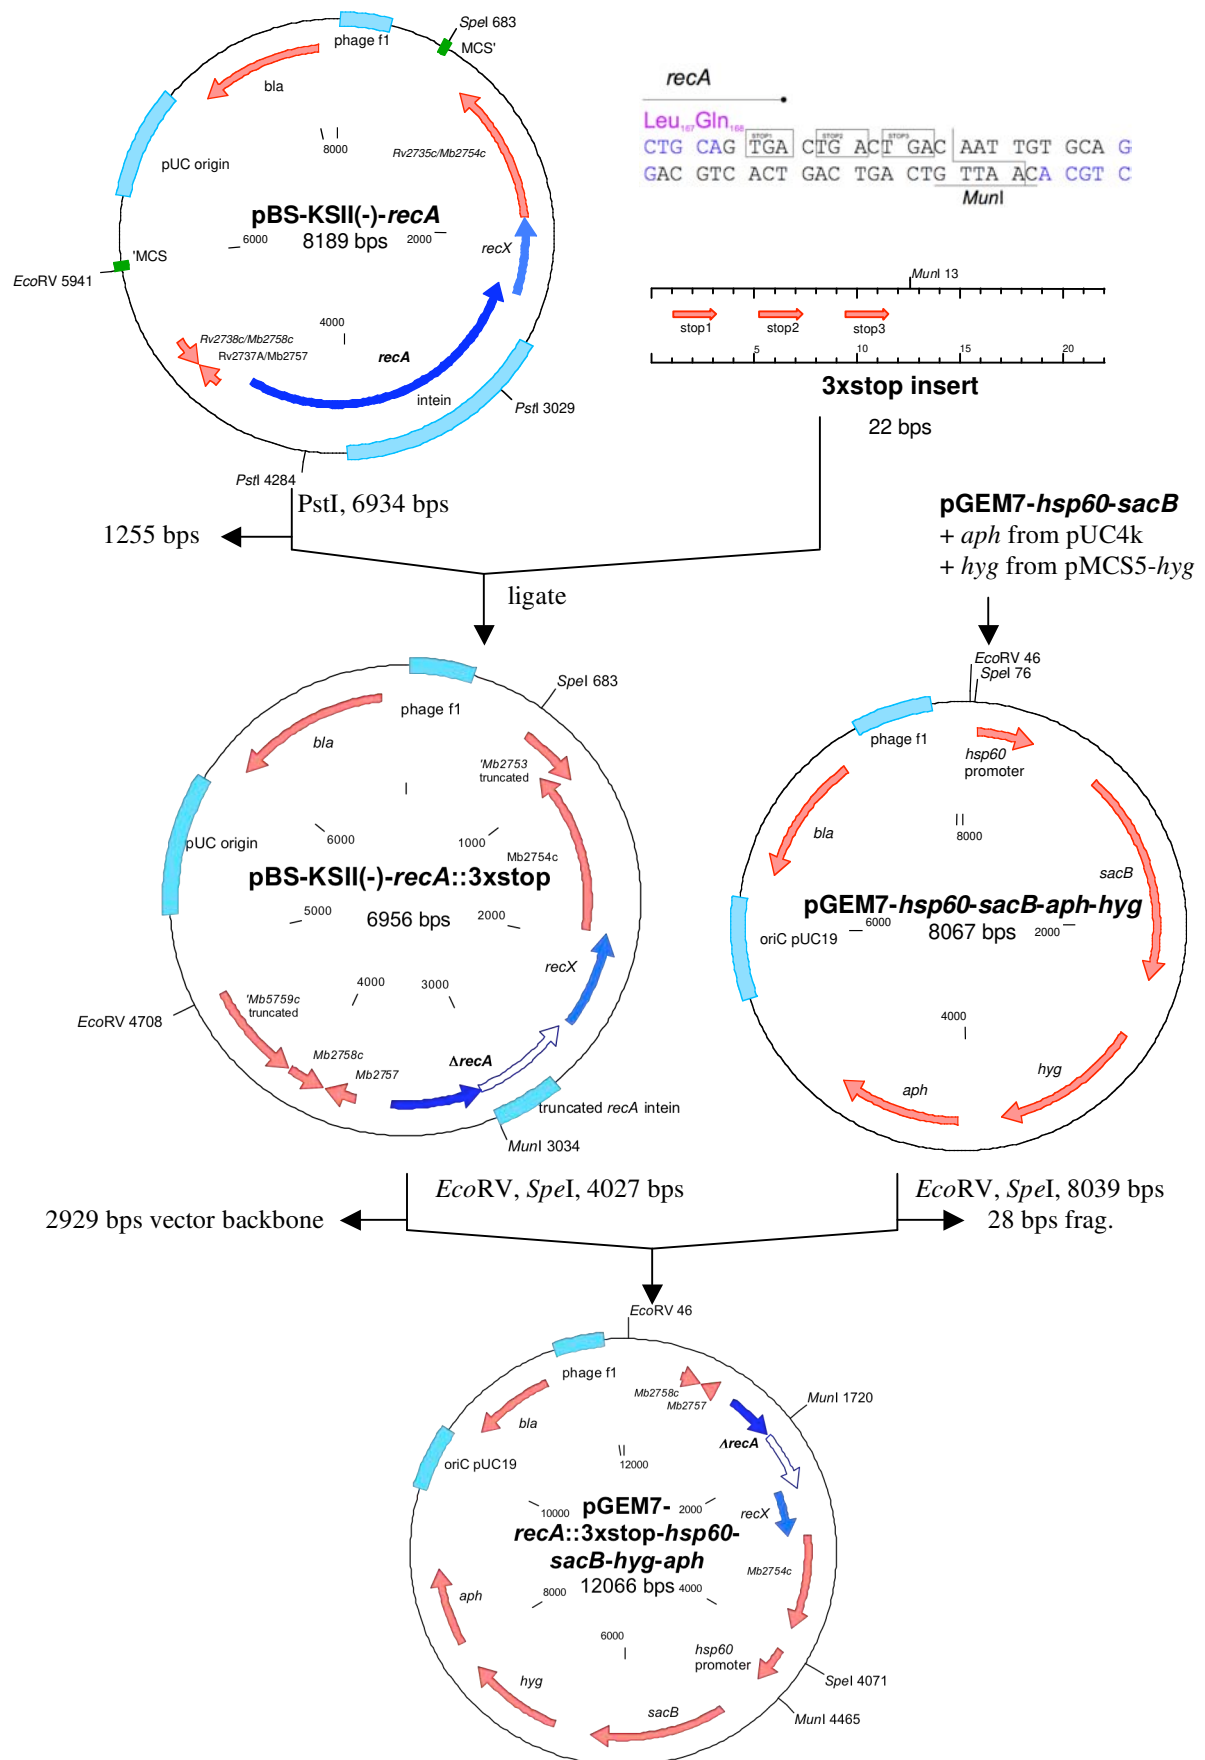 SpeI 683
phage f1
MCS'
bla
pUC origin
8000
Rv2735c/Mb2754c
pBS-KSII(-)-recA
8189 bps
6000
2000
recX
'MCS
EcoRV 5941
4000
Rv2738c/Mb2758c
Rv2737A/Mb2757
recA
intein
PstI 3029
PstI 4284
recA
Leu167Gln168
STOP1 STOP2 STOP3
CTG CAG TGA CTG ACT GAC AAT TGT GCA G
GAC GTC ACT GAC TGA CTG TTA ACA CGT C
MunI
MunI 13
stop1 stop2 stop3
5 10 15 20
3xstop insert
22 bps
PstI, 6934 bps
1255 bps
ligate
pGEM7-hsp60-sacB
+ aph from pUC4k
+ hyg from pMCS5-hyg
SpeI 683
phage f1
bla
'Mb2753
truncated
pUC origin
6000
1000
Mb2754c
pBS-KSII(-)-recA::3xstop
6956 bps
5000
2000
recX
4000
3000
'Mb5759c
truncated
EcoRV 4708
Mb2758c
Mb2757
ΔrecA
truncated recA intein
MunI 3034
EcoRV 46
SpeI 76
phage f1
hsp60
promoter
bla
8000
sacB
pGEM7-hsp60-sacB-aph-hyg
oriC pUC19
6000
8067 bps
2000
4000
hyg
aph
EcoRV, SpeI, 4027 bps
2929 bps vector backbone
EcoRV, SpeI, 8039 bps
28 bps frag.
EcoRV 46
phage f1
Mb2758c
Mb2757
MunI 1720
bla
ΔrecA
oriC pUC19
12000
10000
2000
pGEM7-
recA::3xstop-hsp60-
sacB-hyg-aph
12066 bps
recX
Mb2754c
aph
8000
4000
6000
hsp60
promoter
SpeI 4071
hyg
sacB
MunI 4465